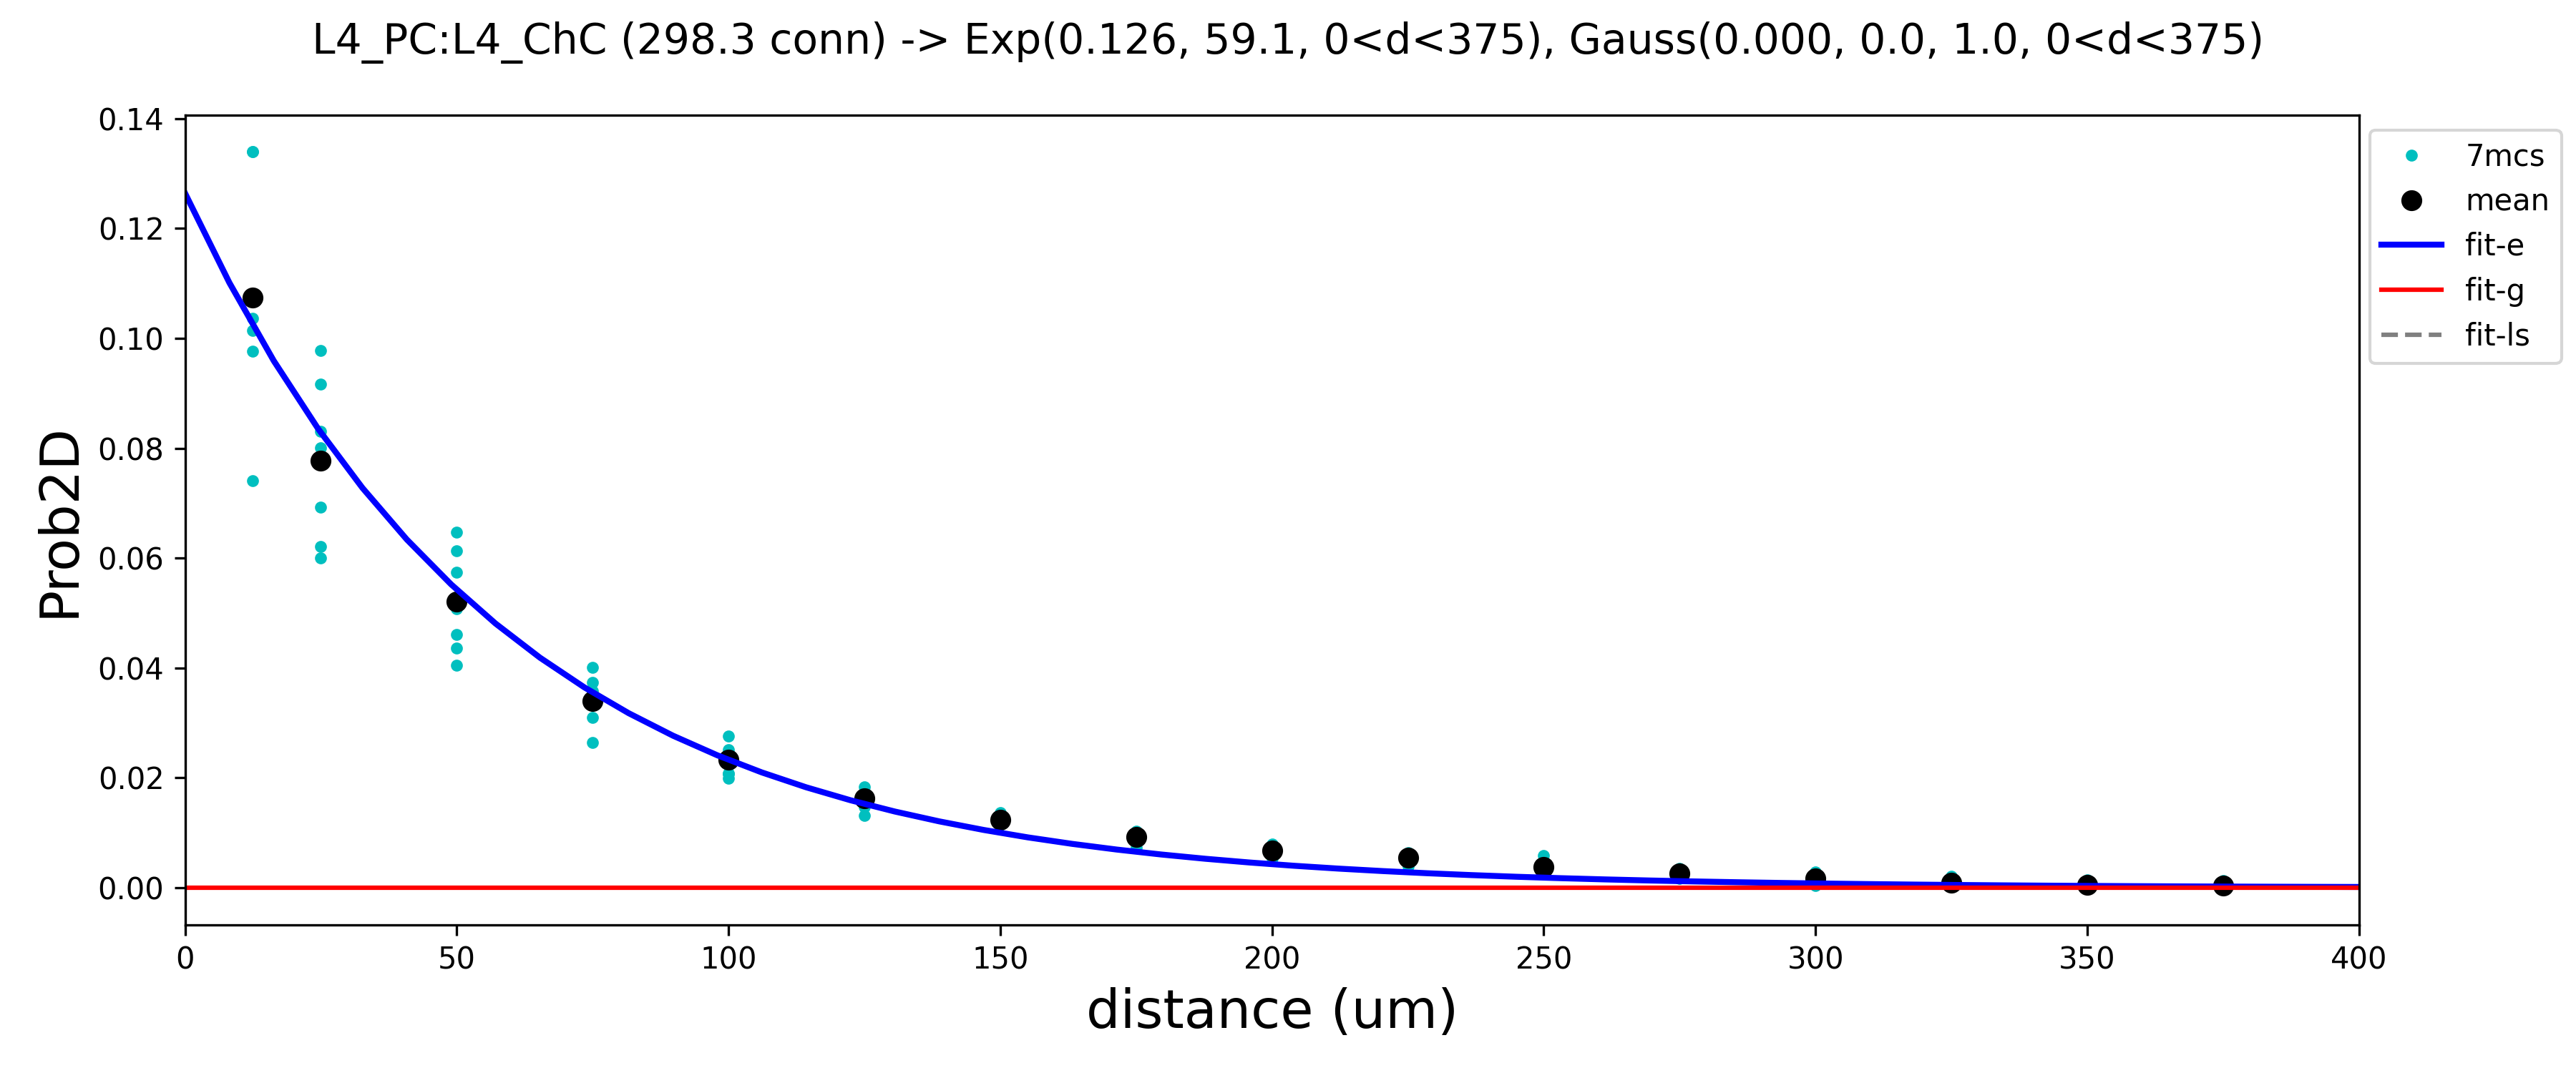 L4_PC:L4_ChC (298.3 conn) -> Exp(0.126, 59.1, 0<d<375), Gauss(0.000, 0.0, 1.0, 0<d<375)
0.14
0.12
0.10
0.08
0.06
0.04
0.02
0.00
Prob2D
0 50 100 150 200 250 300 350 400
distance (um)
7mcs
mean
fit-e
fit-g
fit-ls